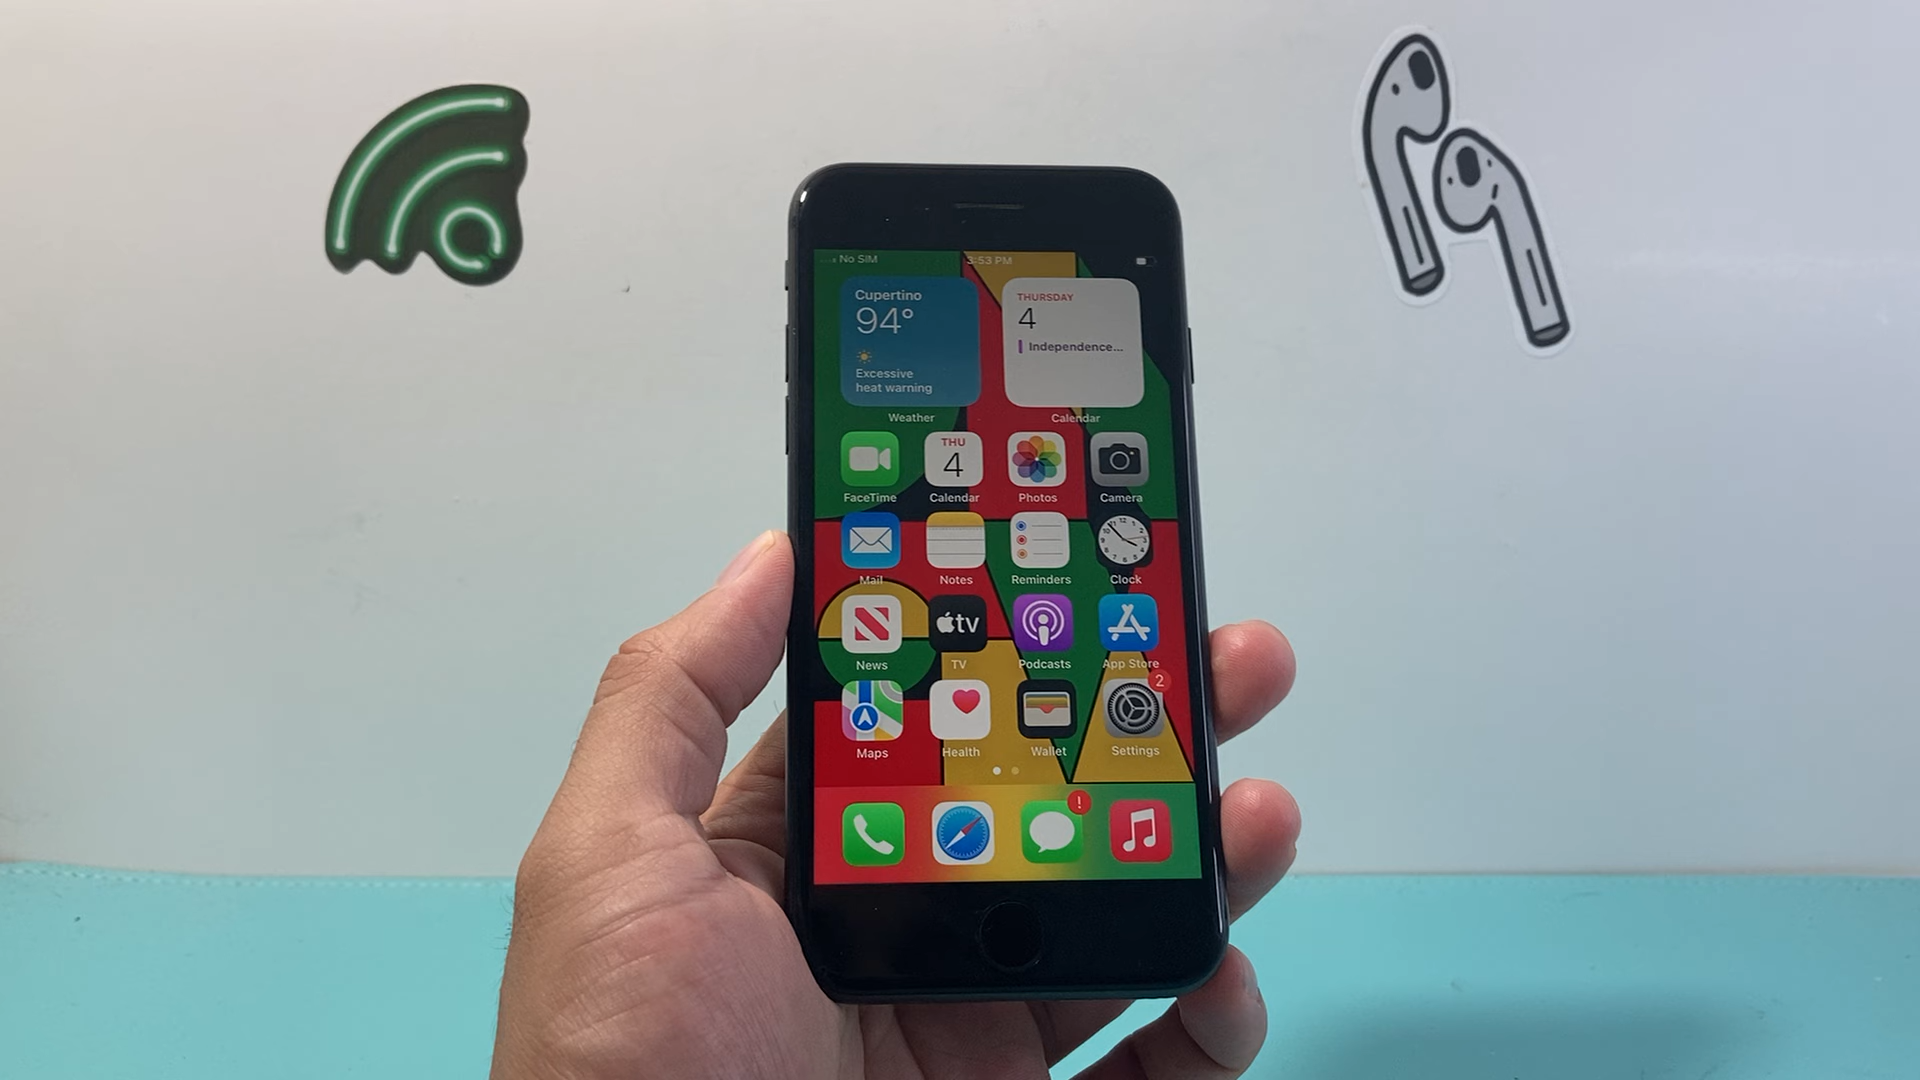 No SIM 3:53 PM
Cupertino
94°
Excessive
heat warning
Weather
THURSDAY
4
Independence...
Calendar
FaceTime
THU
4
Calendar
Photos
Camera
Mail
Notes
Reminders
Clock
News
tv
TV
Podcasts
App Store
Maps
Health
Wallet
2
Settings
!